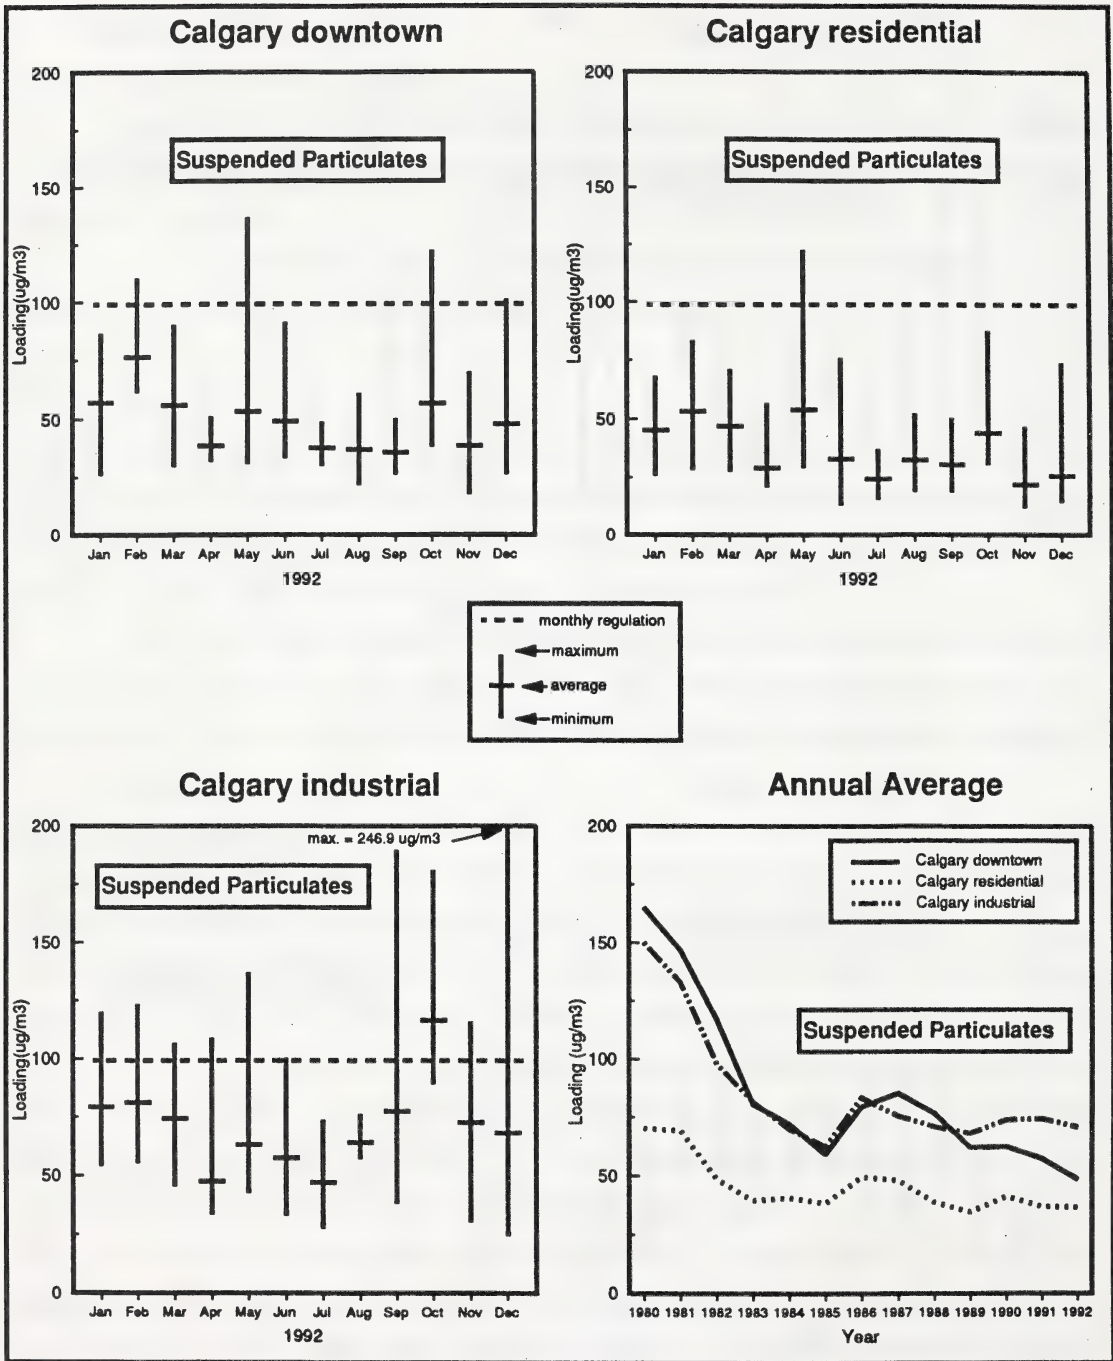 Calgary downtown
200
150
100
50
0
Loading(ug/m3)
Suspended Particulates
Jan Feb Mar Apr May Jun Jul Aug Sep Oct Nov Dec
1992
Calgary residential
200
150
100
50
0
Loading(ug/m3)
Suspended Particulates
Jan Feb Mar Apr May Jun Jul Aug Sep Oct Nov Dec
1992
monthly regulation
maximum
average
minimum
Calgary industrial
200
150
100
50
0
Loading(ug/m3)
max. = 246.9 ug/m3
Suspended Particulates
Jan Feb Mar Apr May Jun Jul Aug Sep Oct Nov Dec
1992
Annual Average
200
150
100
50
0
Loading (ug/m3)
Calgary downtown
Calgary residential
Calgary industrial
Suspended Particulates
1980 1981 1982 1983 1984 1985 1986 1987 1988 1989 1990 1991 1992
Year